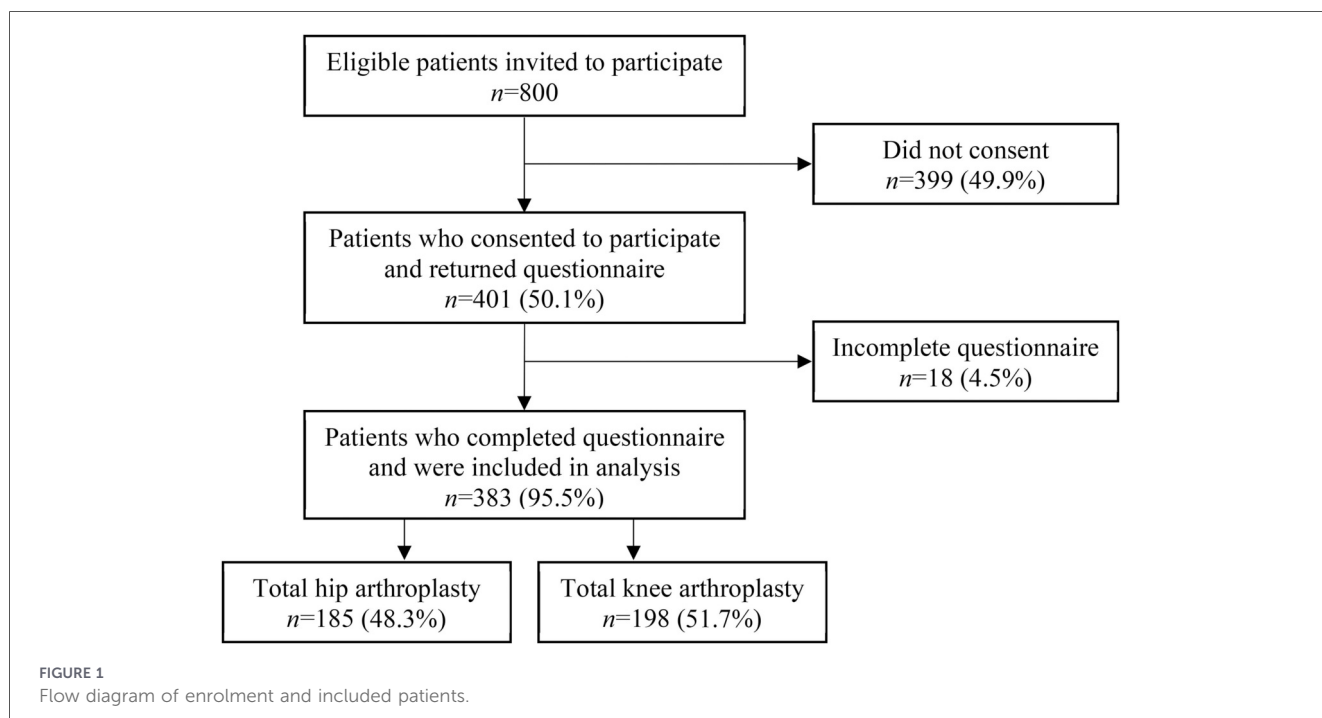 Eligible patients invited to participate
n=800
Did not consent
n=399 (49.9%)
Patients who consented to participate
and returned questionnaire
n=401 (50.1%)
Incomplete questionnaire
n=18 (4.5%)
Patients who completed questionnaire
and were included in analysis
n=383 (95.5%)
Total hip arthroplasty
n=185 (48.3%)
Total knee arthroplasty
n=198 (51.7%)
FIGURE 1
Flow diagram of enrolment and included patients.